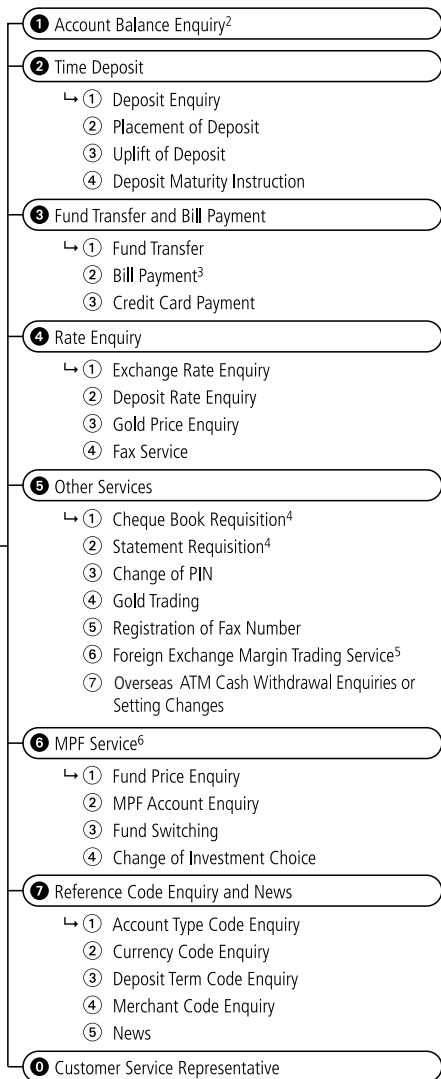 ❶ Account Balance Enquiry²
❷ Time Deposit
① Deposit Enquiry
② Placement of Deposit
③ Uplift of Deposit
④ Deposit Maturity Instruction
❸ Fund Transfer and Bill Payment
① Fund Transfer
② Bill Payment³
③ Credit Card Payment
❹ Rate Enquiry
① Exchange Rate Enquiry
② Deposit Rate Enquiry
③ Gold Price Enquiry
④ Fax Service
❺ Other Services
① Cheque Book Requisition⁴
② Statement Requisition⁴
③ Change of PIN
④ Gold Trading
⑤ Registration of Fax Number
⑥ Foreign Exchange Margin Trading Service⁵
⑦ Overseas ATM Cash Withdrawal Enquiries or
Setting Changes
❻ MPF Service⁶
① Fund Price Enquiry
② MPF Account Enquiry
③ Fund Switching
④ Change of Investment Choice
❼ Reference Code Enquiry and News
① Account Type Code Enquiry
② Currency Code Enquiry
③ Deposit Term Code Enquiry
④ Merchant Code Enquiry
⑤ News
⓿ Customer Service Representative